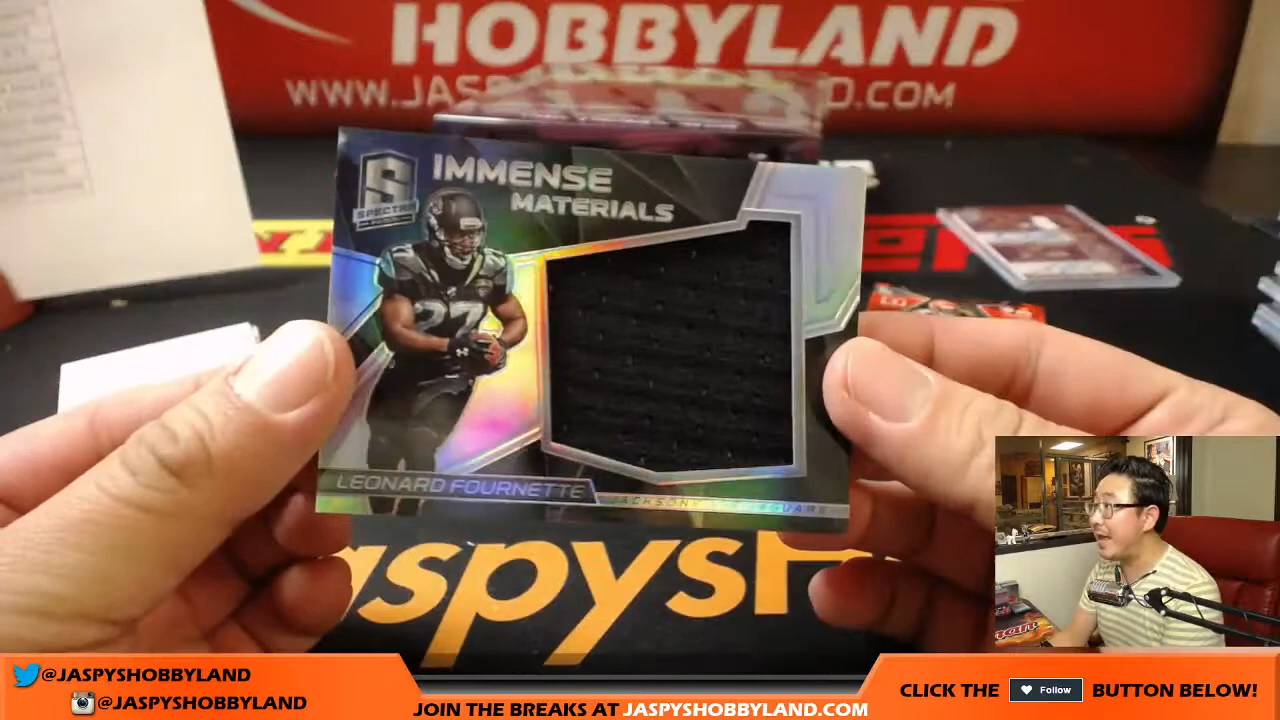 HOBBYLAND
WWW.JAS D.COM
S
SPECTRA
IMMENSE
MATERIALS
27
LEONARD FOURNETTE
JACKSON GUARS
aspysH
@JASPYSHOBBYLAND
@JASPYSHOBBYLAND
JOIN THE BREAKS AT JASPYSHOBBYLAND.COM
CLICK THE Follow BUTTON BELOW!